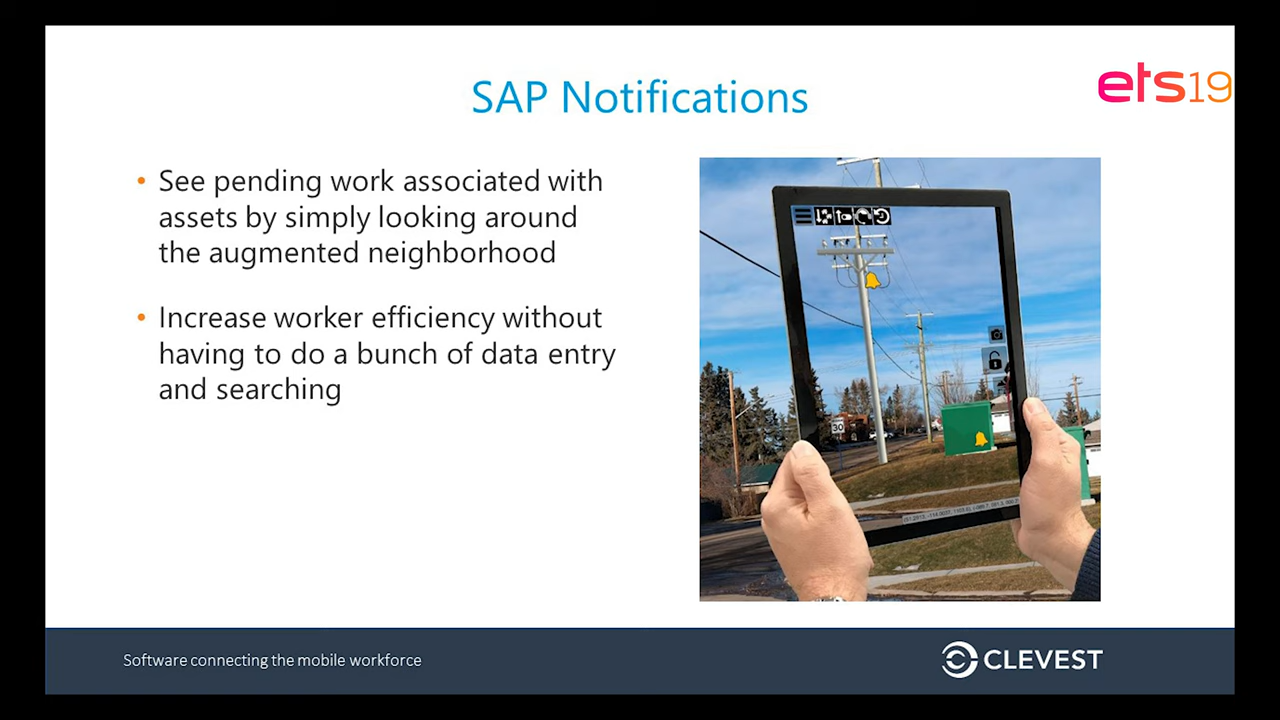 ets19
SAP Notifications
• See pending work associated with
assets by simply looking around
the augmented neighborhood
• Increase worker efficiency without
having to do a bunch of data entry
and searching
30
Software connecting the mobile workforce
CLEVEST